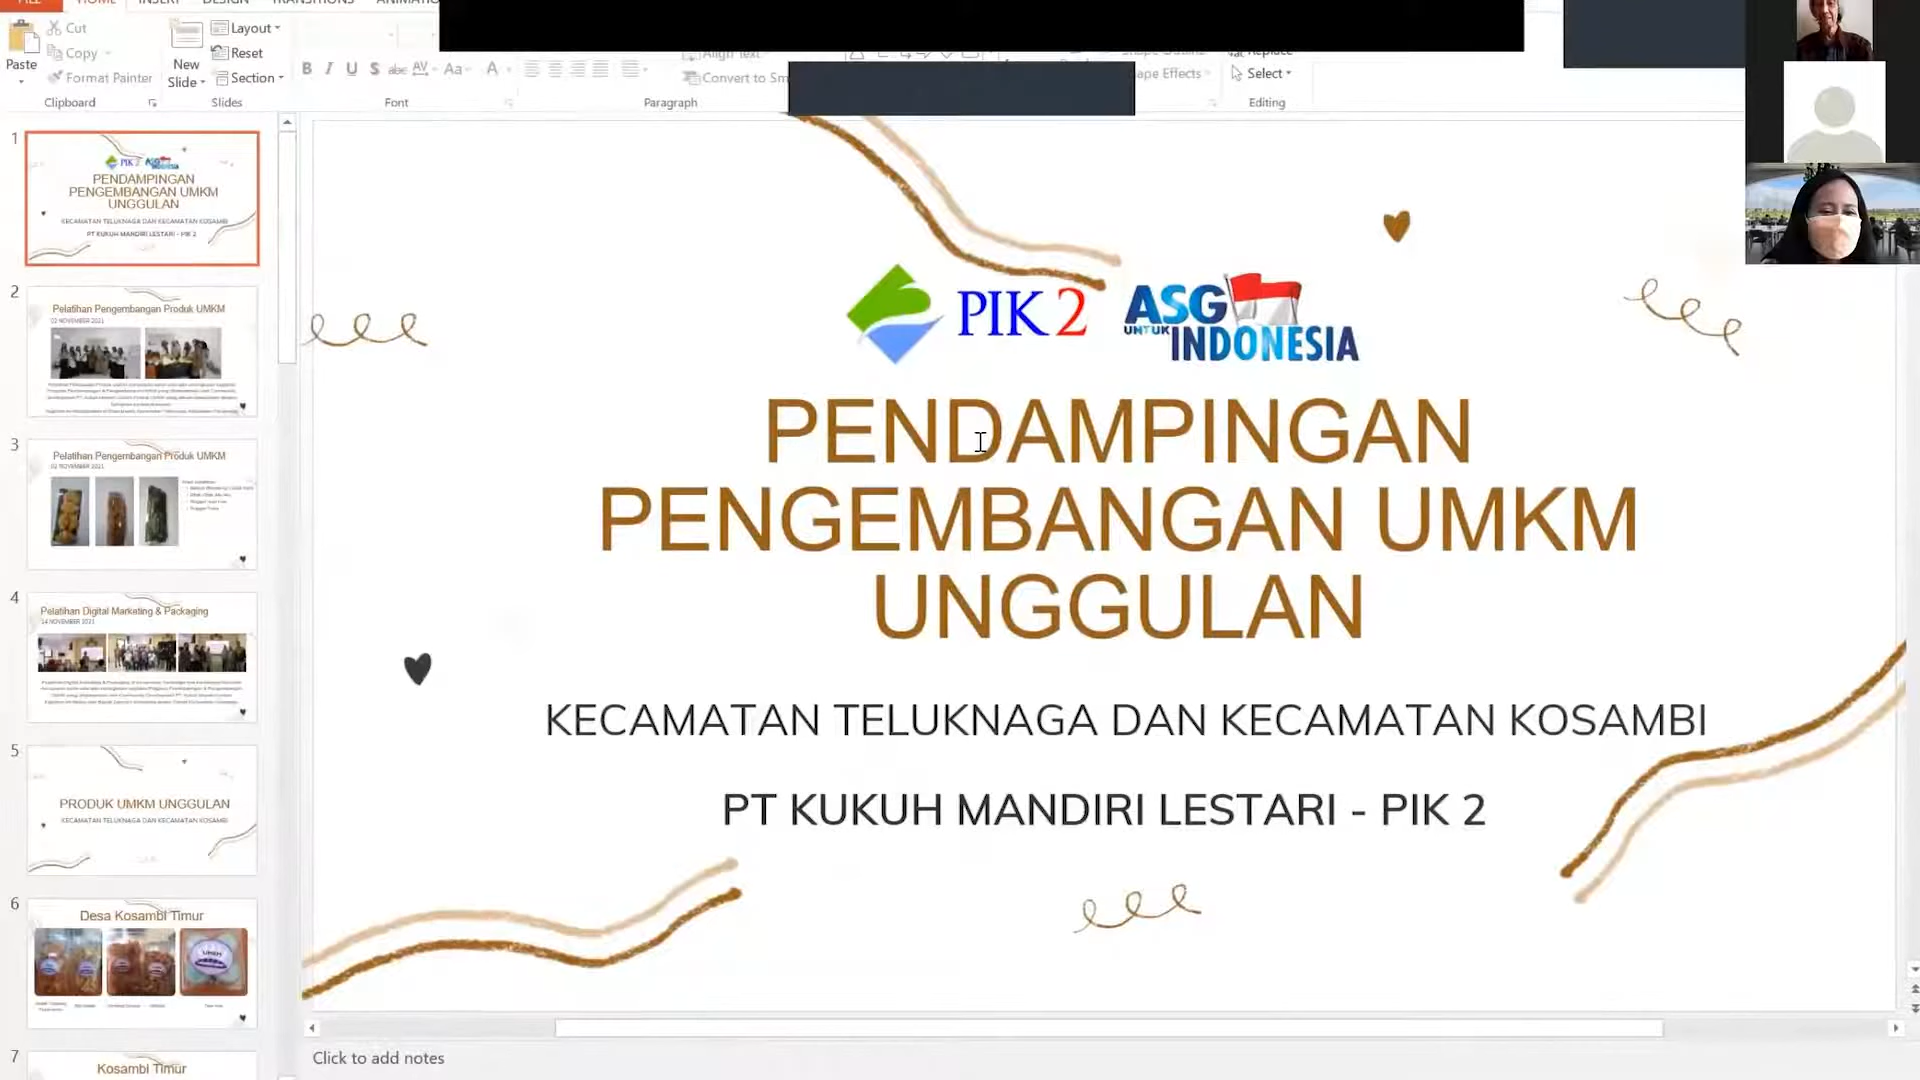 FILE HOME INSERT DESIGN TRANSITIONS
Cut
Copy
Format Painter
Paste
Clipboard
New
Slide
Layout
Reset
Section
Slides
B I U S abc AV Aa A
Font
Align Text
Convert to Sm
Paragraph
Shape Effects
Replace
Select
Editing
1
PIK 2 ASG INDONESIA
PENDAMPINGAN
PENGEMBANGAN UMKM
UNGGULAN
KECAMATAN TELUKNAGA DAN KECAMATAN KOSAMBI
PT KUKUH MANDIRI LESTARI - PIK 2
2
Pelatihan Pengembangan Produk UMKM
02 NOVEMBER 2021
3
Pelatihan Pengembangan Produk UMKM
02 NOVEMBER 2021
4
Pelatihan Digital Marketing & Packaging
14 NOVEMBER 2021
5
PRODUK UMKM UNGGULAN
KECAMATAN TELUKNAGA DAN KECAMATAN KOSAMBI
6
Desa Kosambi Timur
UMKM
7
Kosambi Timur
PIK 2
ASG
UNTUK
INDONESIA
PENDAMPINGAN
PENGEMBANGAN UMKM
UNGGULAN
KECAMATAN TELUKNAGA DAN KECAMATAN KOSAMBI
PT KUKUH MANDIRI LESTARI - PIK 2
Click to add notes